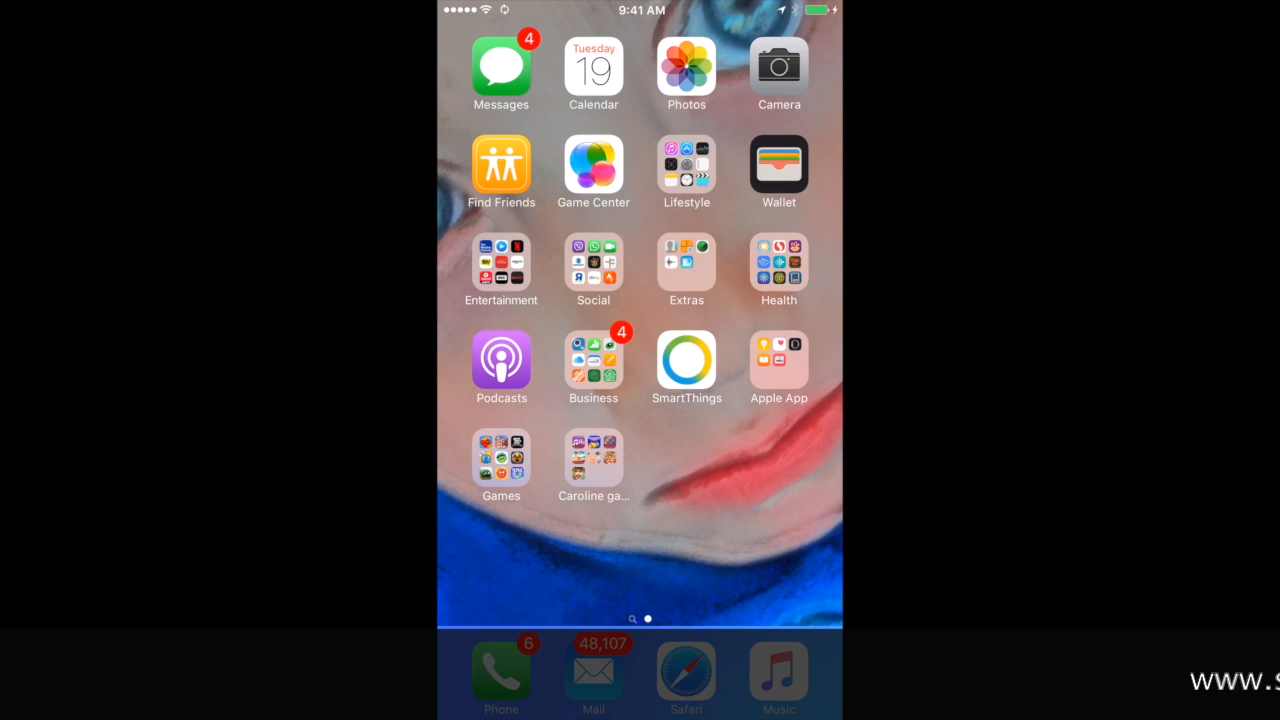 9:41 AM
4
Tuesday
19
Messages Calendar Photos Camera
Find Friends Game Center Lifestyle Wallet
Entertainment Social Extras Health
4
Podcasts Business SmartThings Apple App
Games Caroline ga...
6 48,107
Phone Mail Safari Music
www.s